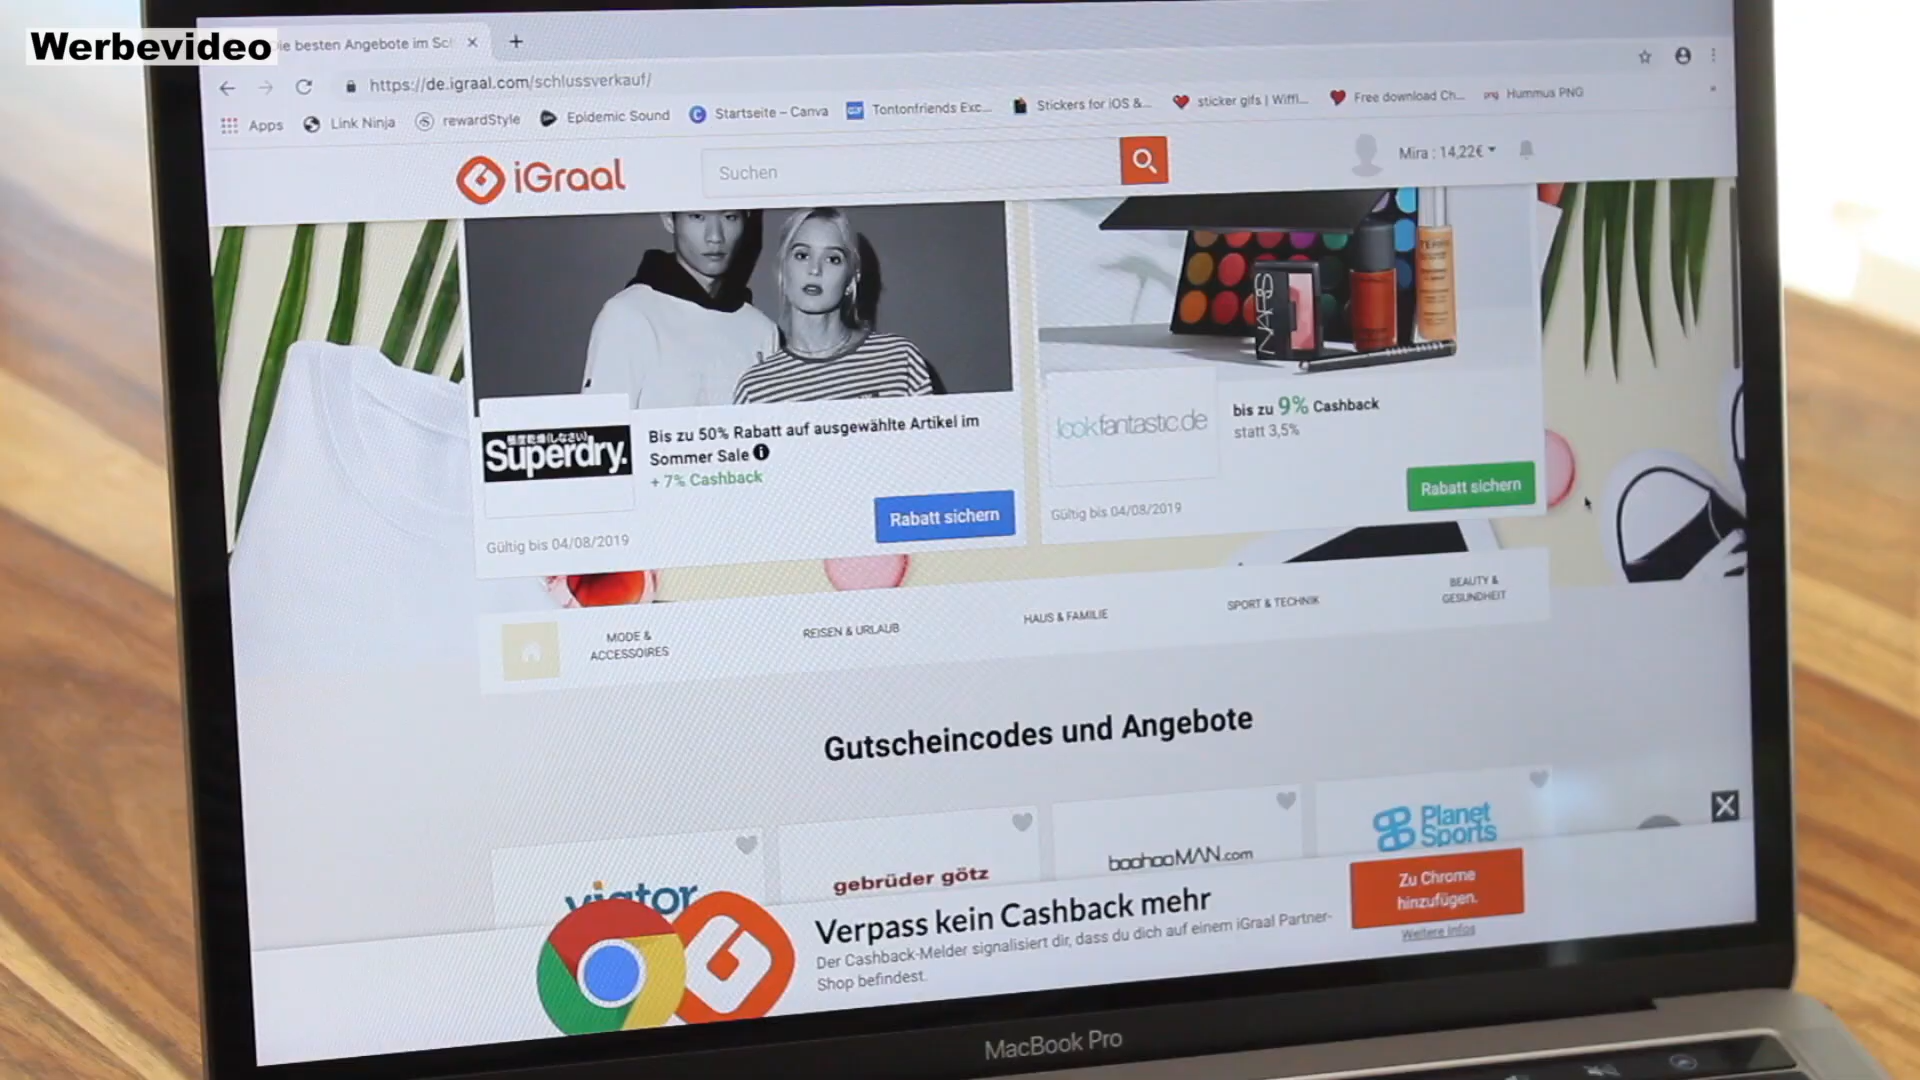 Werbevideo
ie besten Angebote im Sc
https://de.igraal.com/schlussverkauf/
Apps
Link Ninja
rewardStyle
Epidemic Sound
Startseite – Canva
Tontonfriends Exc...
Stickers for iOS &...
sticker gifs | Wiffl...
Free download Ch...
png
Hummus PNG
iGraal
Suchen
Mira : 14,22€
NARS
Superdry.
Bis zu 50% Rabatt auf ausgewählte Artikel im
Sommer Sale
+ 7% Cashback
Rabatt sichern
Gültig bis 04/08/2019
lookfantastic.de
bis zu 9% Cashback
statt 3,5%
Rabatt sichern
Gültig bis 04/08/2019
MODE &
ACCESSOIRES
REISEN & URLAUB
HAUS & FAMILIE
SPORT & TECHNIK
BEAUTY &
GESUNDHEIT
Gutscheincodes und Angebote
viator
gebrüder götz
boohooMAN.com
Planet
Sports
Verpass kein Cashback mehr
Der Cashback-Melder signalisiert dir, dass du dich auf einem iGraal Partner-
Shop befindest.
Zu Chrome
hinzufügen.
Weitere Infos
MacBook Pro